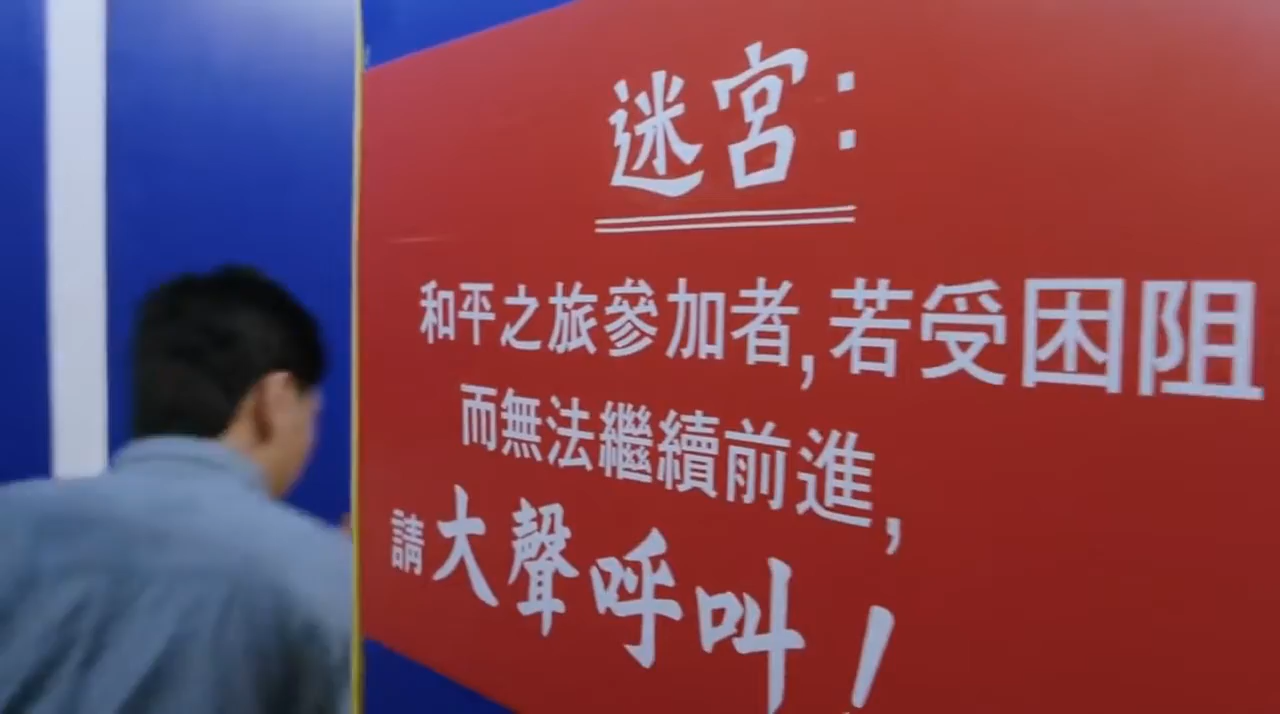 迷宮:
和平之旅參加者,若受困阻
而無法繼續前進,
請大聲呼叫!